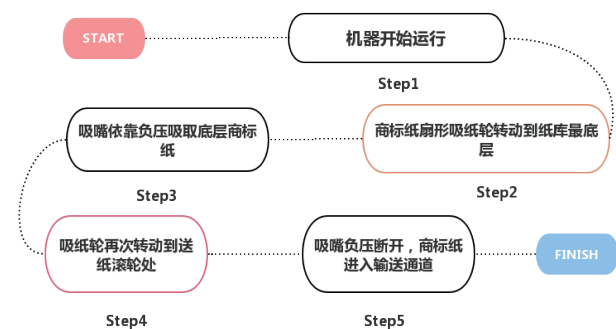 START
机器开始运行
Step1
商标纸扇形吸纸轮转动到纸库最底
层
Step2
吸嘴依靠负压吸取底层商标
纸
Step3
吸纸轮再次转动到送
纸滚轮处
Step4
吸嘴负压断开，商标纸
进入输送通道
Step5
FINISH